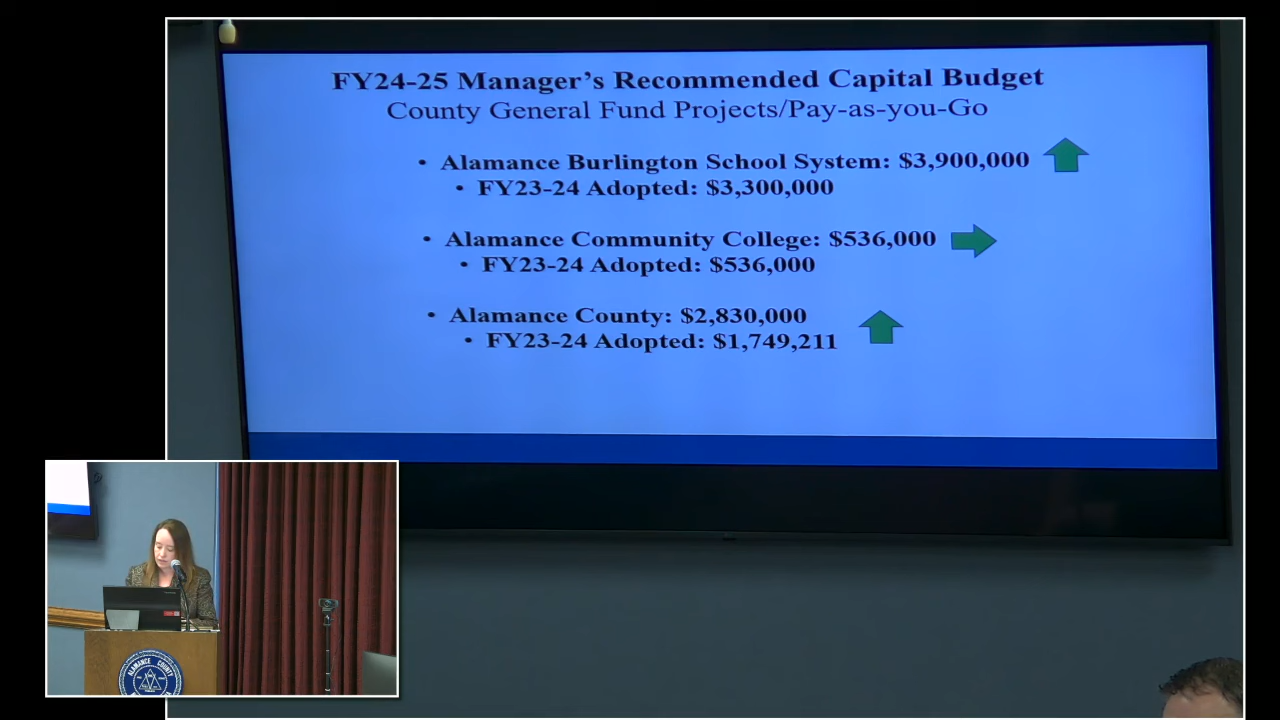 FY24-25 Manager's Recommended Capital Budget
County General Fund Projects/Pay-as-you-Go
• Alamance Burlington School System: $3,900,000
• FY23-24 Adopted: $3,300,000
• Alamance Community College: $536,000
• FY23-24 Adopted: $536,000
• Alamance County: $2,830,000
• FY23-24 Adopted: $1,749,211
ALAMANCE COUNTY